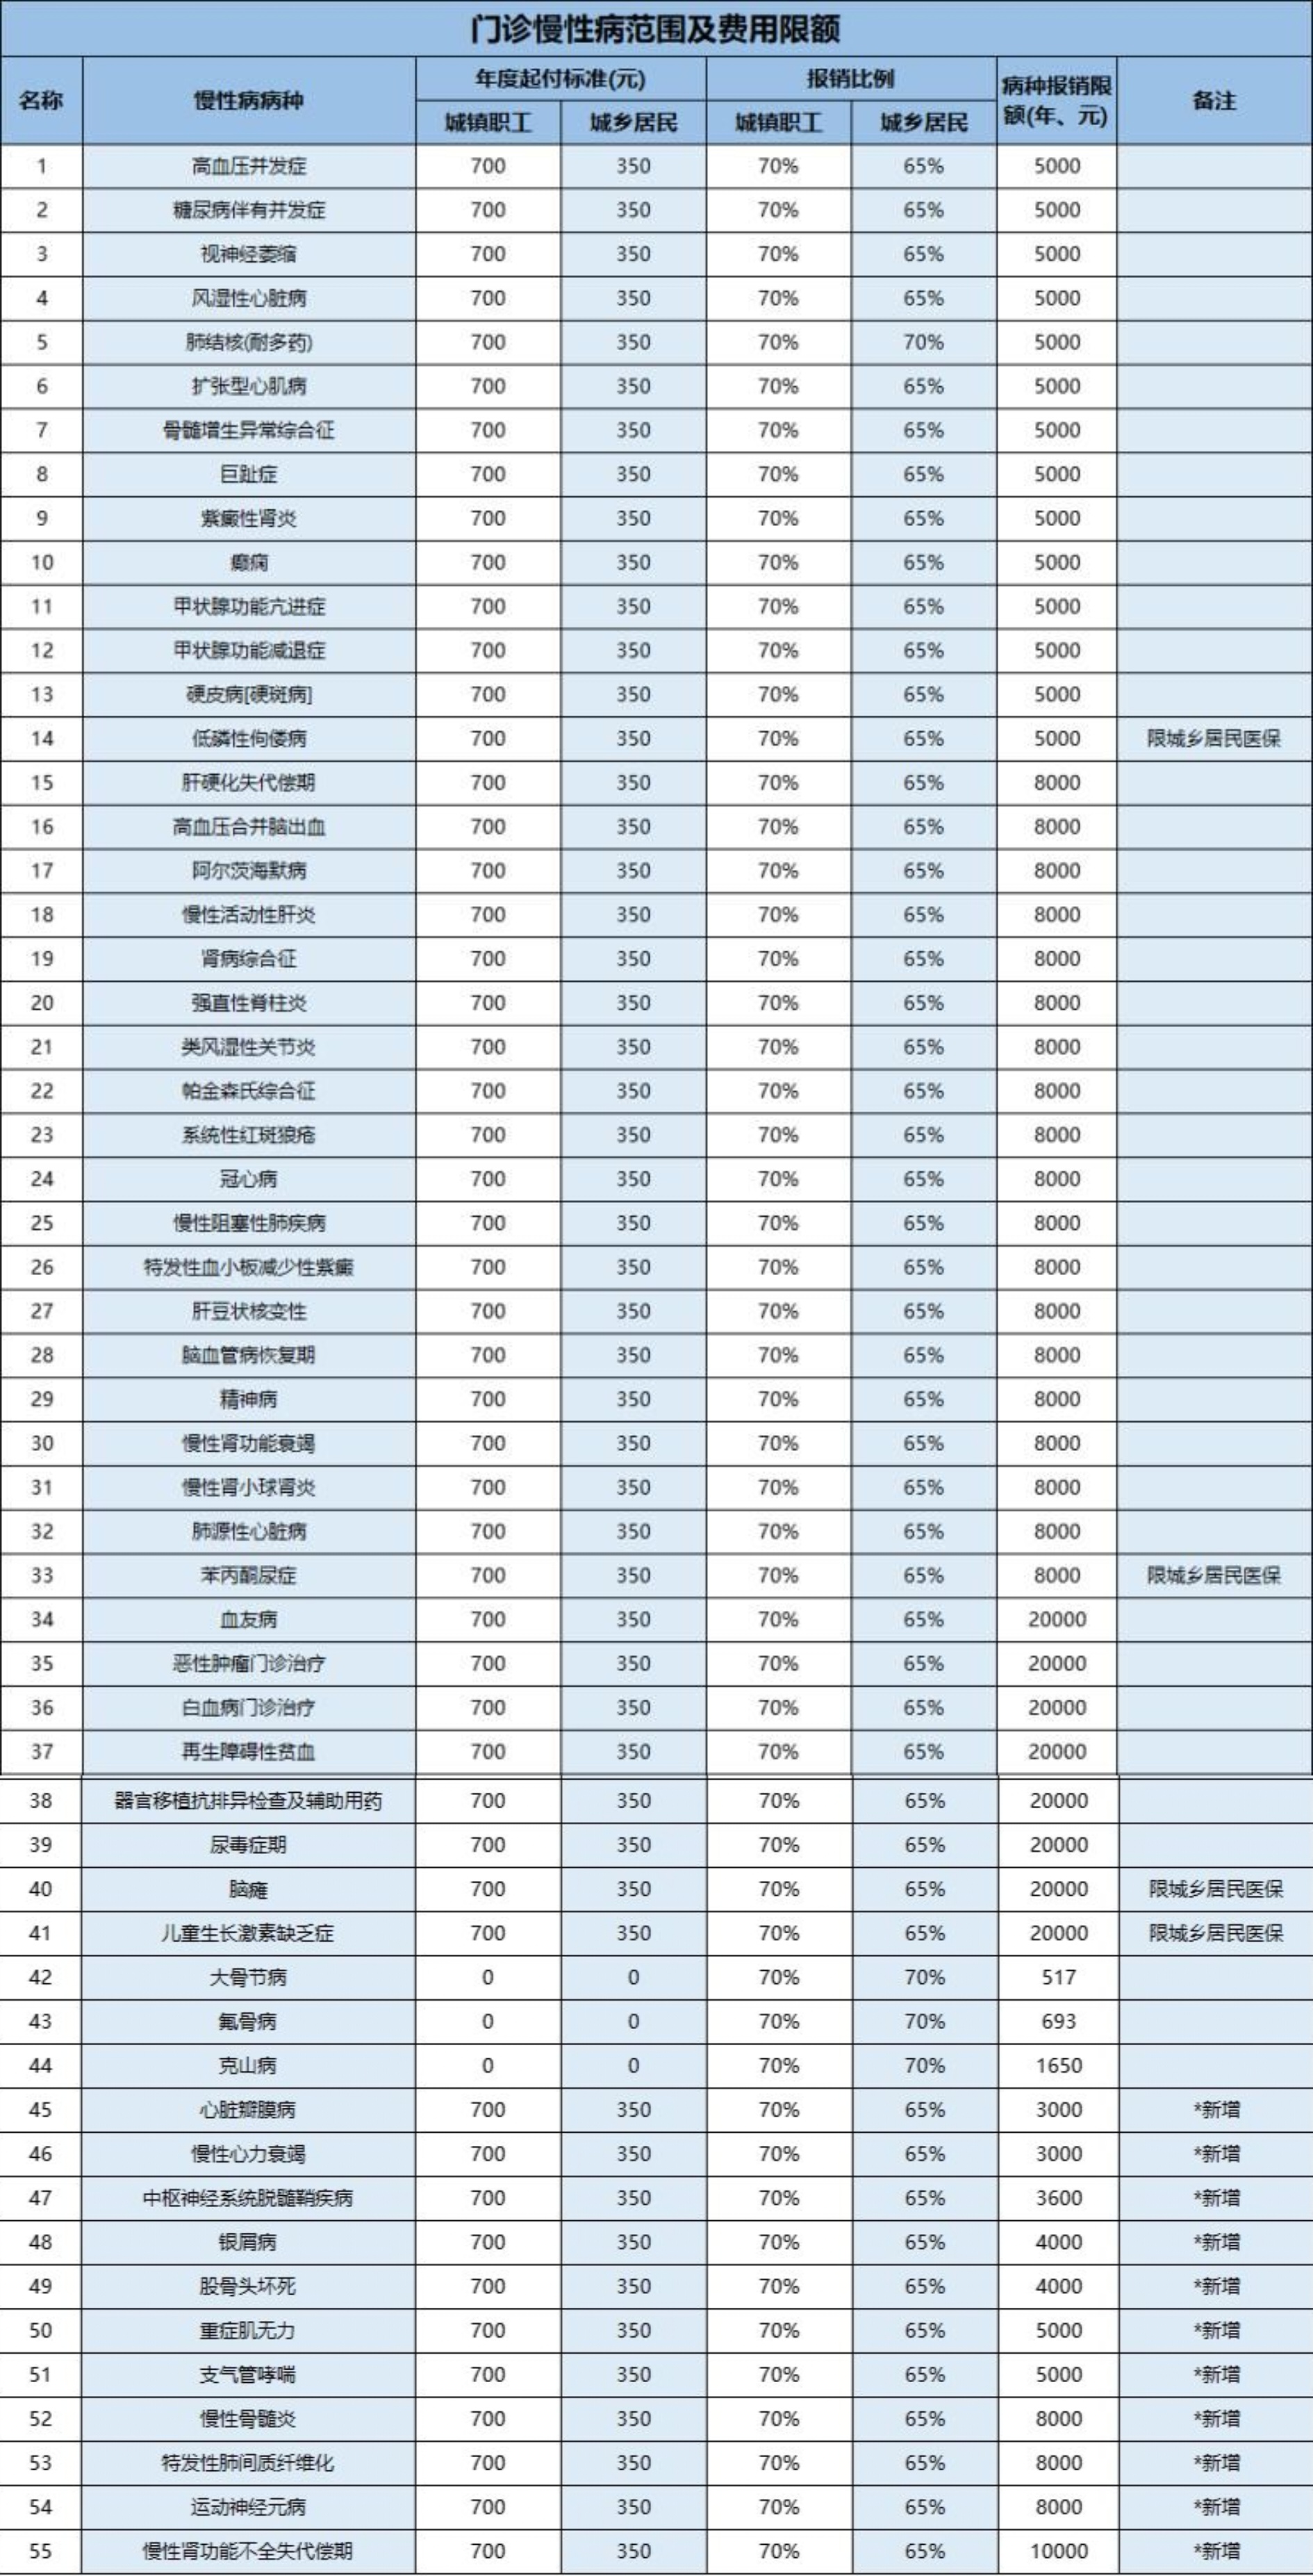 门诊慢性病范围及费用限额
名称 慢性病病种 年度起付标准(元) 报销比例 病种报销限额(年、元) 备注
城镇职工 城乡居民 城镇职工 城乡居民
1 高血压并发症 700 350 70% 65% 5000
2 糖尿病伴有并发症 700 350 70% 65% 5000
3 视神经萎缩 700 350 70% 65% 5000
4 风湿性心脏病 700 350 70% 65% 5000
5 肺结核(耐多药) 700 350 70% 70% 5000
6 扩张型心肌病 700 350 70% 65% 5000
7 骨髓增生异常综合征 700 350 70% 65% 5000
8 巨趾症 700 350 70% 65% 5000
9 紫癜性肾炎 700 350 70% 65% 5000
10 癫痫 700 350 70% 65% 5000
11 甲状腺功能亢进症 700 350 70% 65% 5000
12 甲状腺功能减退症 700 350 70% 65% 5000
13 硬皮病[硬斑病] 700 350 70% 65% 5000
14 低磷性佝偻病 700 350 70% 65% 5000 限城乡居民医保
15 肝硬化失代偿期 700 350 70% 65% 8000
16 高血压合并脑出血 700 350 70% 65% 8000
17 阿尔茨海默病 700 350 70% 65% 8000
18 慢性活动性肝炎 700 350 70% 65% 8000
19 肾病综合征 700 350 70% 65% 8000
20 强直性脊柱炎 700 350 70% 65% 8000
21 类风湿性关节炎 700 350 70% 65% 8000
22 帕金森氏综合征 700 350 70% 65% 8000
23 系统性红斑狼疮 700 350 70% 65% 8000
24 冠心病 700 350 70% 65% 8000
25 慢性阻塞性肺疾病 700 350 70% 65% 8000
26 特发性血小板减少性紫癜 700 350 70% 65% 8000
27 肝豆状核变性 700 350 70% 65% 8000
28 脑血管病恢复期 700 350 70% 65% 8000
29 精神病 700 350 70% 65% 8000
30 慢性肾功能衰竭 700 350 70% 65% 8000
31 慢性肾小球肾炎 700 350 70% 65% 8000
32 肺源性心脏病 700 350 70% 65% 8000
33 苯丙酮尿症 700 350 70% 65% 8000 限城乡居民医保
34 血友病 700 350 70% 65% 20000
35 恶性肿瘤门诊治疗 700 350 70% 65% 20000
36 白血病门诊治疗 700 350 70% 65% 20000
37 再生障碍性贫血 700 350 70% 65% 20000
38 器官移植抗排异检查及辅助用药 700 350 70% 65% 20000
39 尿毒症期 700 350 70% 65% 20000
40 脑瘫 700 350 70% 65% 20000 限城乡居民医保
41 儿童生长激素缺乏症 700 350 70% 65% 20000 限城乡居民医保
42 大骨节病 0 0 70% 70% 517
43 氟骨病 0 0 70% 70% 693
44 克山病 0 0 70% 70% 1650
45 心脏瓣膜病 700 350 70% 65% 3000 *新增
46 慢性心力衰竭 700 350 70% 65% 3000 *新增
47 中枢神经系统脱髓鞘疾病 700 350 70% 65% 3600 *新增
48 银屑病 700 350 70% 65% 4000 *新增
49 股骨头坏死 700 350 70% 65% 4000 *新增
50 重症肌无力 700 350 70% 65% 5000 *新增
51 支气管哮喘 700 350 70% 65% 5000 *新增
52 慢性骨髓炎 700 350 70% 65% 8000 *新增
53 特发性肺间质纤维化 700 350 70% 65% 8000 *新增
54 运动神经元病 700 350 70% 65% 8000 *新增
55 慢性肾功能不全失代偿期 700 350 70% 65% 10000 *新增